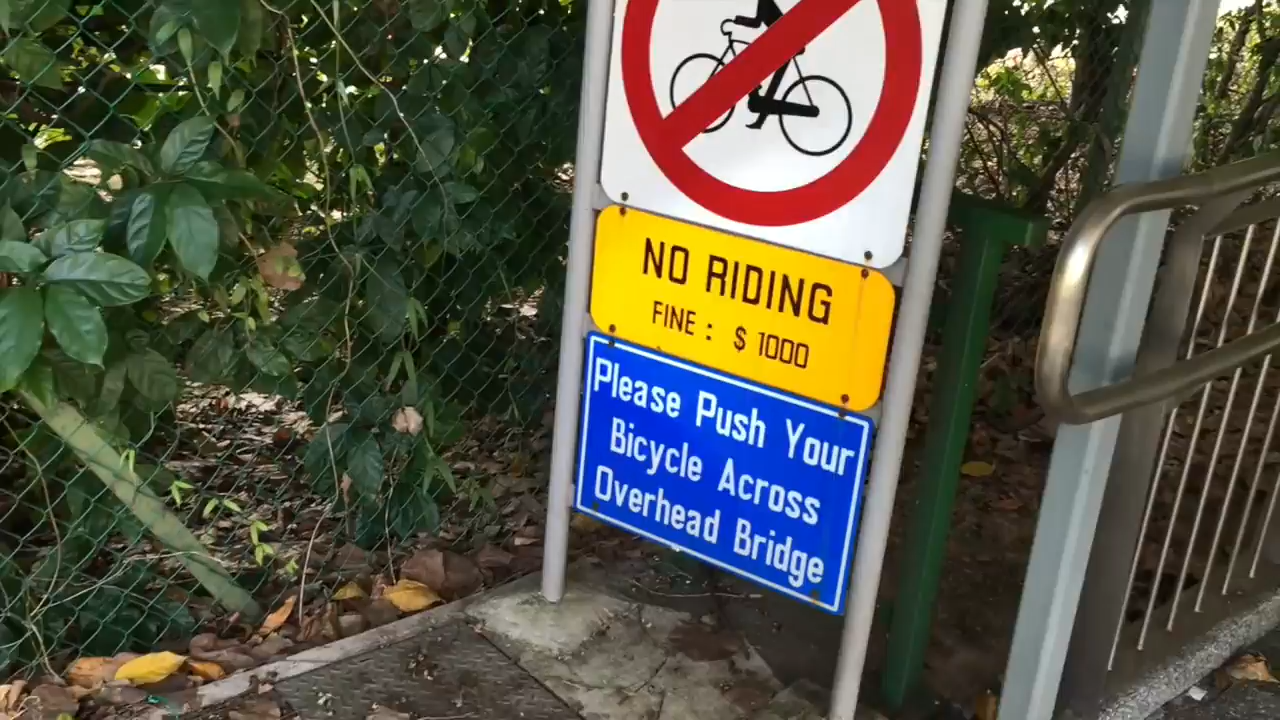 NO RIDING
FINE : $ 1000
Please Push Your
Bicycle Across
Overhead Bridge